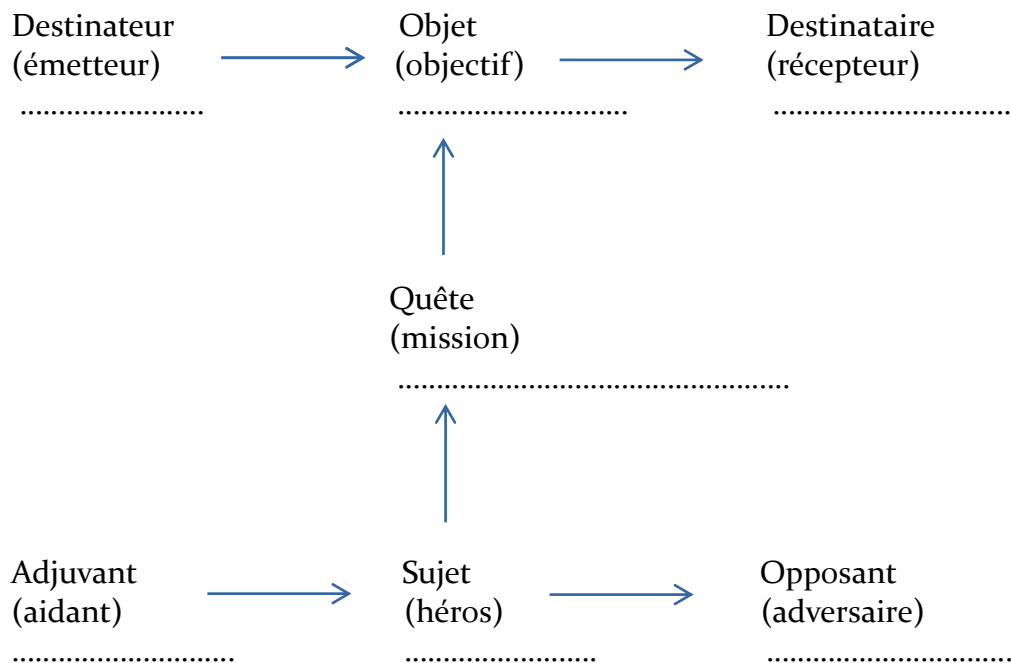 Destinateur
(émetteur)
.........................
Objet
(objectif)
..............................
Destinataire
(récepteur)
...............................
Quête
(mission)
...................................................
Adjuvant
(aidant)
.............................
Sujet
(héros)
.........................
Opposant
(adversaire)
................................